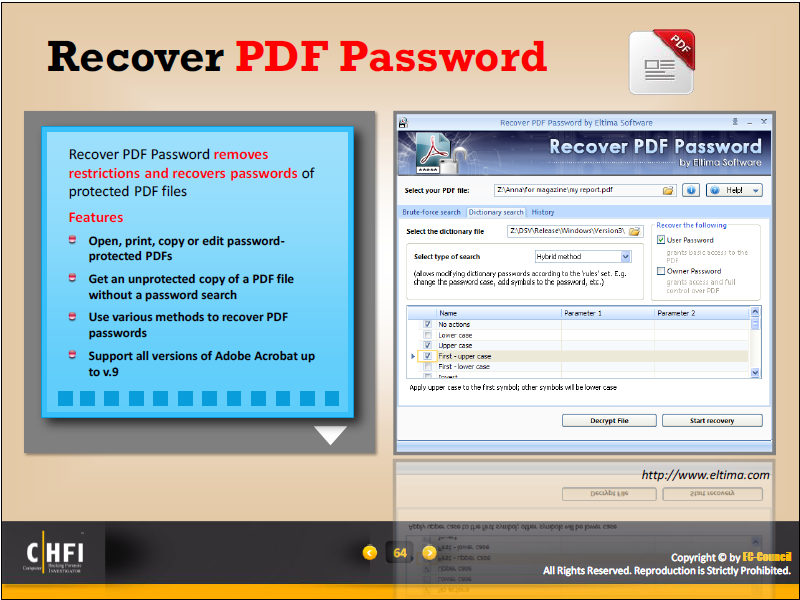 Recover PDF Password
PDF
Recover PDF Password removes
restrictions and recovers passwords of
protected PDF files
Features
Open, print, copy or edit password-
protected PDFs
Get an unprotected copy of a PDF file
without a password search
Use various methods to recover PDF
passwords
Support all versions of Adobe Acrobat up
to v.9
Recover PDF Password by Eltima Software
Recover PDF Password
by Eltima Software
Select your PDF file:
Z:\Anna\for magazine\my report.pdf
Help!
Brute-force search
Dictionary search
History
Select the dictionary file
Z:\DSV\Release\Windows\Version3\
Select type of search
Hybrid method
(allows modifying dictionary passwords according to the 'rules' set. E.g.
change the password case, add symbols to the password, etc.)
Recover the following
User Password
grants basic access to the
PDF
Owner Password
grants access and full
control over PDF
Name
Parameter 1
Parameter 2
No actions
Lower case
Upper case
First - upper case
First - lower case
Invert
Apply upper case to the first symbol; other symbols will be lower case
Decrypt File
Start recovery
http://www.eltima.com
CHFI
Computer Hacking Forensic
INVESTIGATOR
64
Copyright © by EC-Council
All Rights Reserved. Reproduction is Strictly Prohibited.